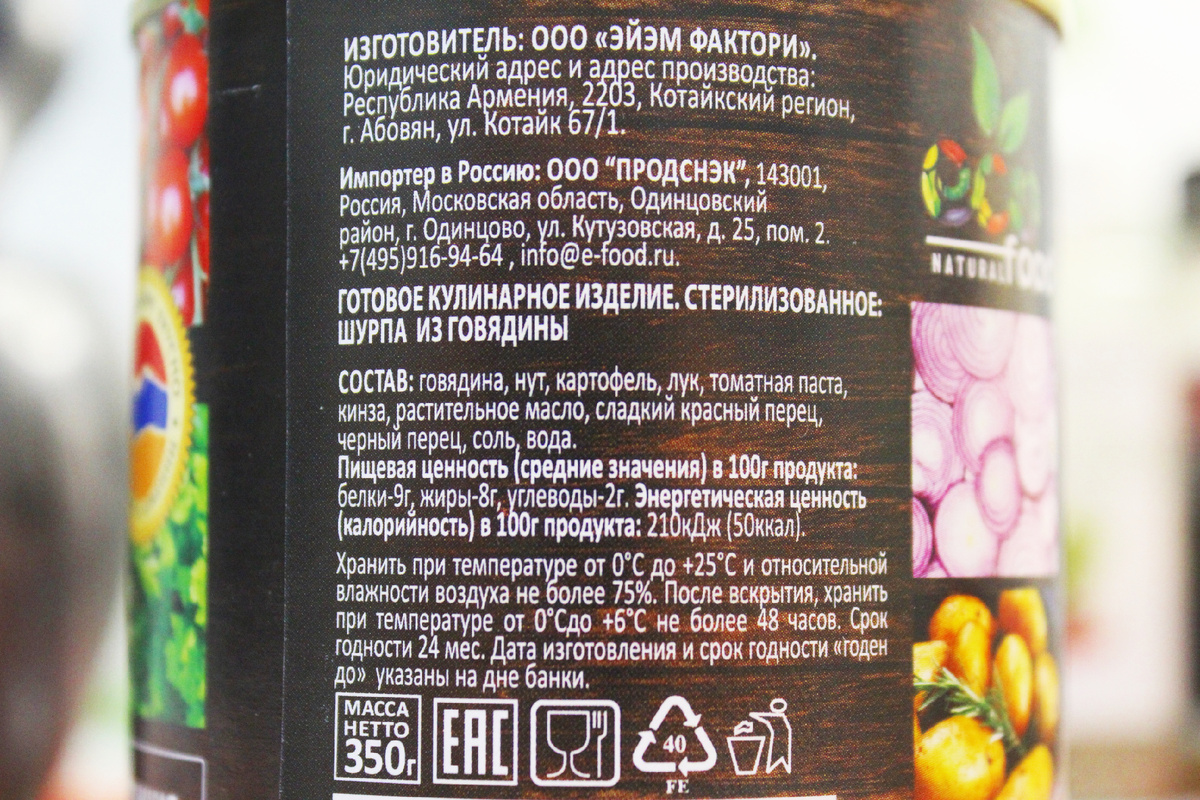 ИЗГОТОВИТЕЛЬ: ООО «ЭЙЭМ ФАКТОРИ».
Юридический адрес и адрес производства:
Республика Армения, 2203, Котайкский регион,
г. Абовян, ул. Котайк 67/1.
Импортер в Россию: ООО “ПРОДСНЭК”, 143001,
Россия, Московская область, Одинцовский
район, г. Одинцово, ул. Кутузовская, д. 25, пом. 2.
+7(495)916-94-64 , info@e-food.ru.
ГОТОВОЕ КУЛИНАРНОЕ ИЗДЕЛИЕ. СТЕРИЛИЗОВАННОЕ:
ШУРПА ИЗ ГОВЯДИНЫ
СОСТАВ: говядина, нут, картофель, лук, томатная паста,
кинза, растительное масло, сладкий красный перец,
черный перец, соль, вода.
Пищевая ценность (средние значения) в 100г продукта:
белки-9г, жиры-8г, углеводы-2г. Энергетическая ценность
(калорийность) в 100г продукта: 210кДж (50ккал).
Хранить при температуре от 0°С до +25°С и относительной
влажности воздуха не более 75%. После вскрытия, хранить
при температуре от 0°Сдо +6°С не более 48 часов. Срок
годности 24 мес. Дата изготовления и срок годности «годен
до» указаны на дне банки.
МАССА
НЕТТО
350г
EAC
40
FE
NATURAL food